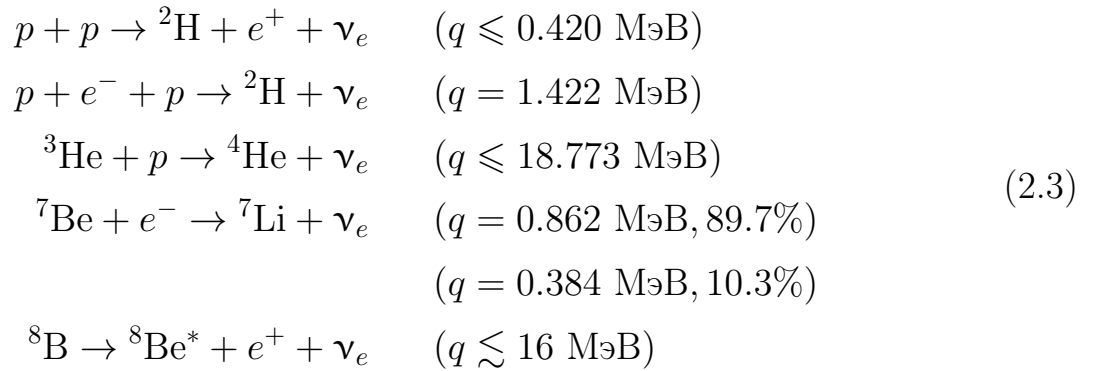 p + p → ²H + e⁺ + νₑ (q ⩽ 0.420 МэВ)
p + e⁻ + p → ²H + νₑ (q = 1.422 МэВ)
³He + p → ⁴He + νₑ (q ⩽ 18.773 МэВ)
(2.3)
⁷Be + e⁻ → ⁷Li + νₑ (q = 0.862 МэВ, 89.7%)
(q = 0.384 МэВ, 10.3%)
⁸B → ⁸Be* + e⁺ + νₑ (q ≲ 16 МэВ)